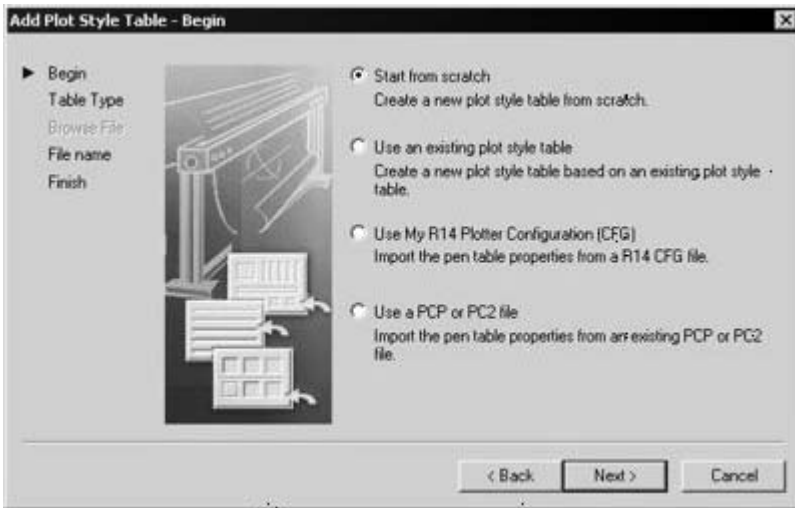 Add Plot Style Table - Begin
Begin
Table Type
Browse File
File name
Finish
Start from scratch
Create a new plot style table from scratch.
Use an existing plot style table
Create a new plot style table based on an existing plot style
table.
Use My R14 Plotter Configuration (CFG)
Import the pen table properties from a R14 CFG file.
Use a PCP or PC2 file
Import the pen table properties from an existing PCP or PC2
file.
< Back
Next >
Cancel